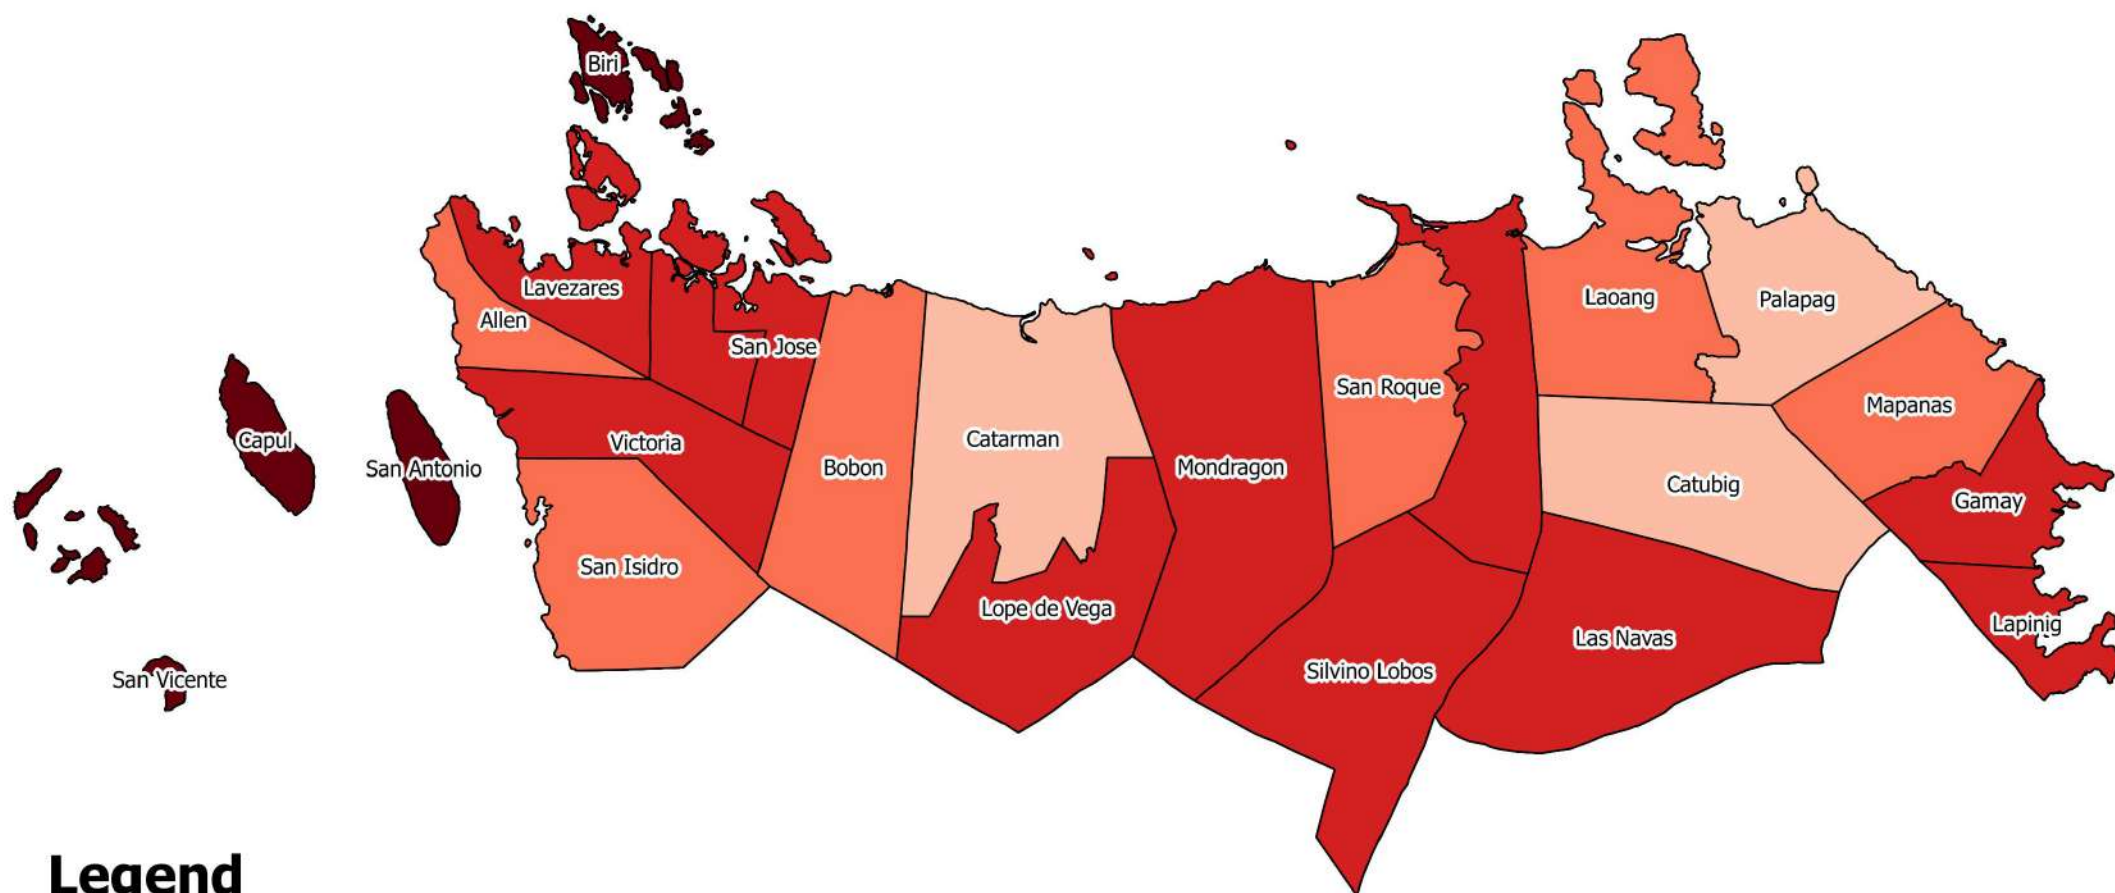 Biri
Lavezares
Allen
San Jose
Laoang
Palapag
San Roque
Mapanas
Capul
San Antonio
Victoria
Bobon
Catarman
Mondragon
Catubig
Gamay
San Isidro
Lope de Vega
Silvino Lobos
Las Navas
Lapinig
San Vicente
Legend